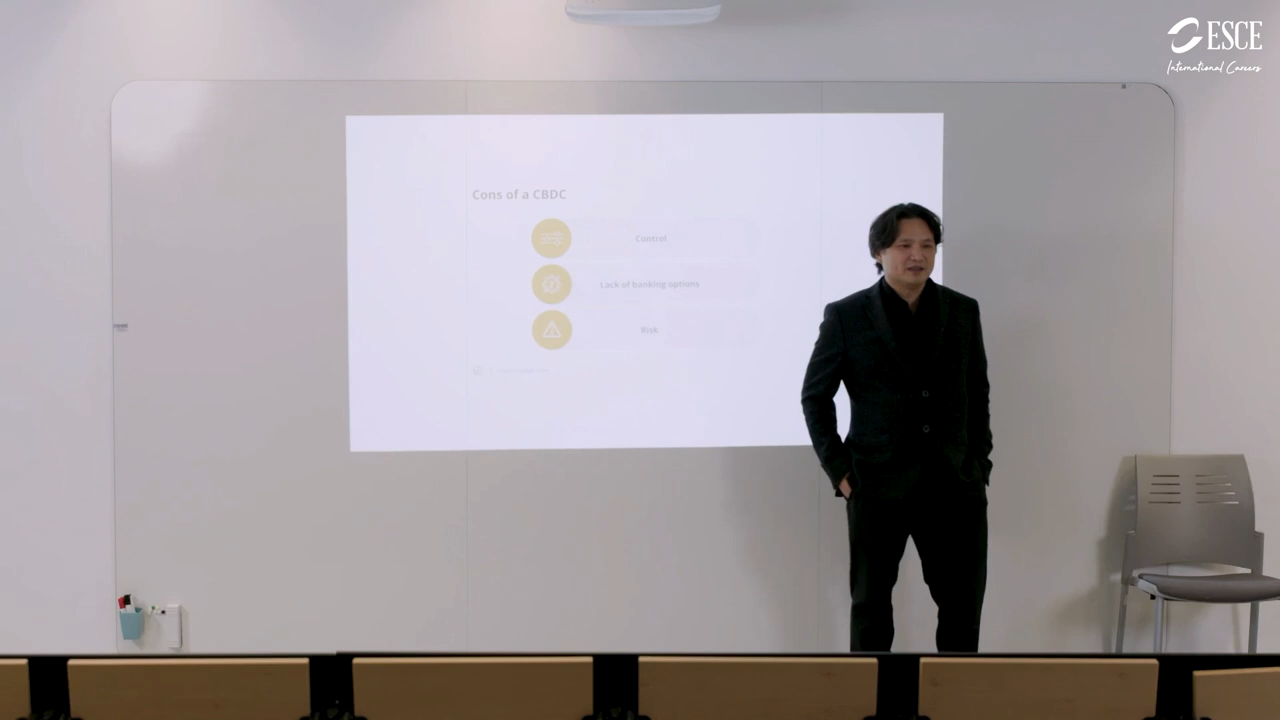 ESCE
International Careers
Cons of a CBDC
Control
Lack of banking options
Risk